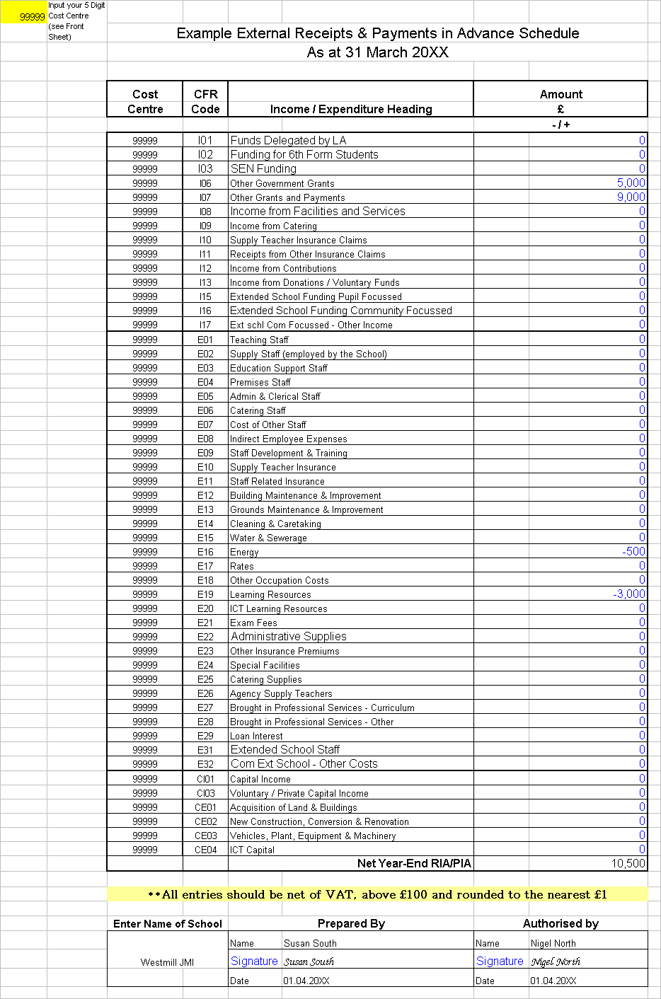 99999 Input your 5 Digit
Cost Centre
(see Front
Sheet)
Example External Receipts & Payments in Advance Schedule
As at 31 March 20XX
Cost CFR Amount
Centre Code Income / Expenditure Heading £
- / +
99999 I01 Funds Delegated by LA 0
99999 I02 Funding for 6th Form Students 0
99999 I03 SEN Funding 0
99999 I06 Other Government Grants 5,000
99999 I07 Other Grants and Payments 9,000
99999 I08 Income from Facilities and Services 0
99999 I09 Income from Catering 0
99999 I10 Supply Teacher Insurance Claims 0
99999 I11 Receipts from Other Insurance Claims 0
99999 I12 Income from Contributions 0
99999 I13 Income from Donations / Voluntary Funds 0
99999 I15 Extended School Funding Pupil Focussed 0
99999 I16 Extended School Funding Community Focussed 0
99999 I17 Ext schl Com Focussed - Other Income 0
99999 E01 Teaching Staff 0
99999 E02 Supply Staff (employed by the School) 0
99999 E03 Education Support Staff 0
99999 E04 Premises Staff 0
99999 E05 Admin & Clerical Staff 0
99999 E06 Catering Staff 0
99999 E07 Cost of Other Staff 0
99999 E08 Indirect Employee Expenses 0
99999 E09 Staff Development & Training 0
99999 E10 Supply Teacher Insurance 0
99999 E11 Staff Related Insurance 0
99999 E12 Building Maintenance & Improvement 0
99999 E13 Grounds Maintenance & Improvement 0
99999 E14 Cleaning & Caretaking 0
99999 E15 Water & Sewerage 0
99999 E16 Energy -500
99999 E17 Rates 0
99999 E18 Other Occupation Costs 0
99999 E19 Learning Resources -3,000
99999 E20 ICT Learning Resources 0
99999 E21 Exam Fees 0
99999 E22 Administrative Supplies 0
99999 E23 Other Insurance Premiums 0
99999 E24 Special Facilities 0
99999 E25 Catering Supplies 0
99999 E26 Agency Supply Teachers 0
99999 E27 Brought in Professional Services - Curriculum 0
99999 E28 Brought in Professional Services - Other 0
99999 E29 Loan Interest 0
99999 E31 Extended School Staff 0
99999 E32 Com Ext School - Other Costs 0
99999 CI01 Capital Income 0
99999 CI03 Voluntary / Private Capital Income 0
99999 CE01 Acquisition of Land & Buildings 0
99999 CE02 New Construction, Conversion & Renovation 0
99999 CE03 Vehicles, Plant, Equipment & Machinery 0
99999 CE04 ICT Capital 0
Net Year-End RIA/PIA 10,500
**All entries should be net of VAT, above £100 and rounded to the nearest £1
Enter Name of School Prepared By Authorised by
Name Susan South Name Nigel North
Westmill JMI Signature Susan South Signature Nigel North
Date 01.04.20XX Date 01.04.20XX